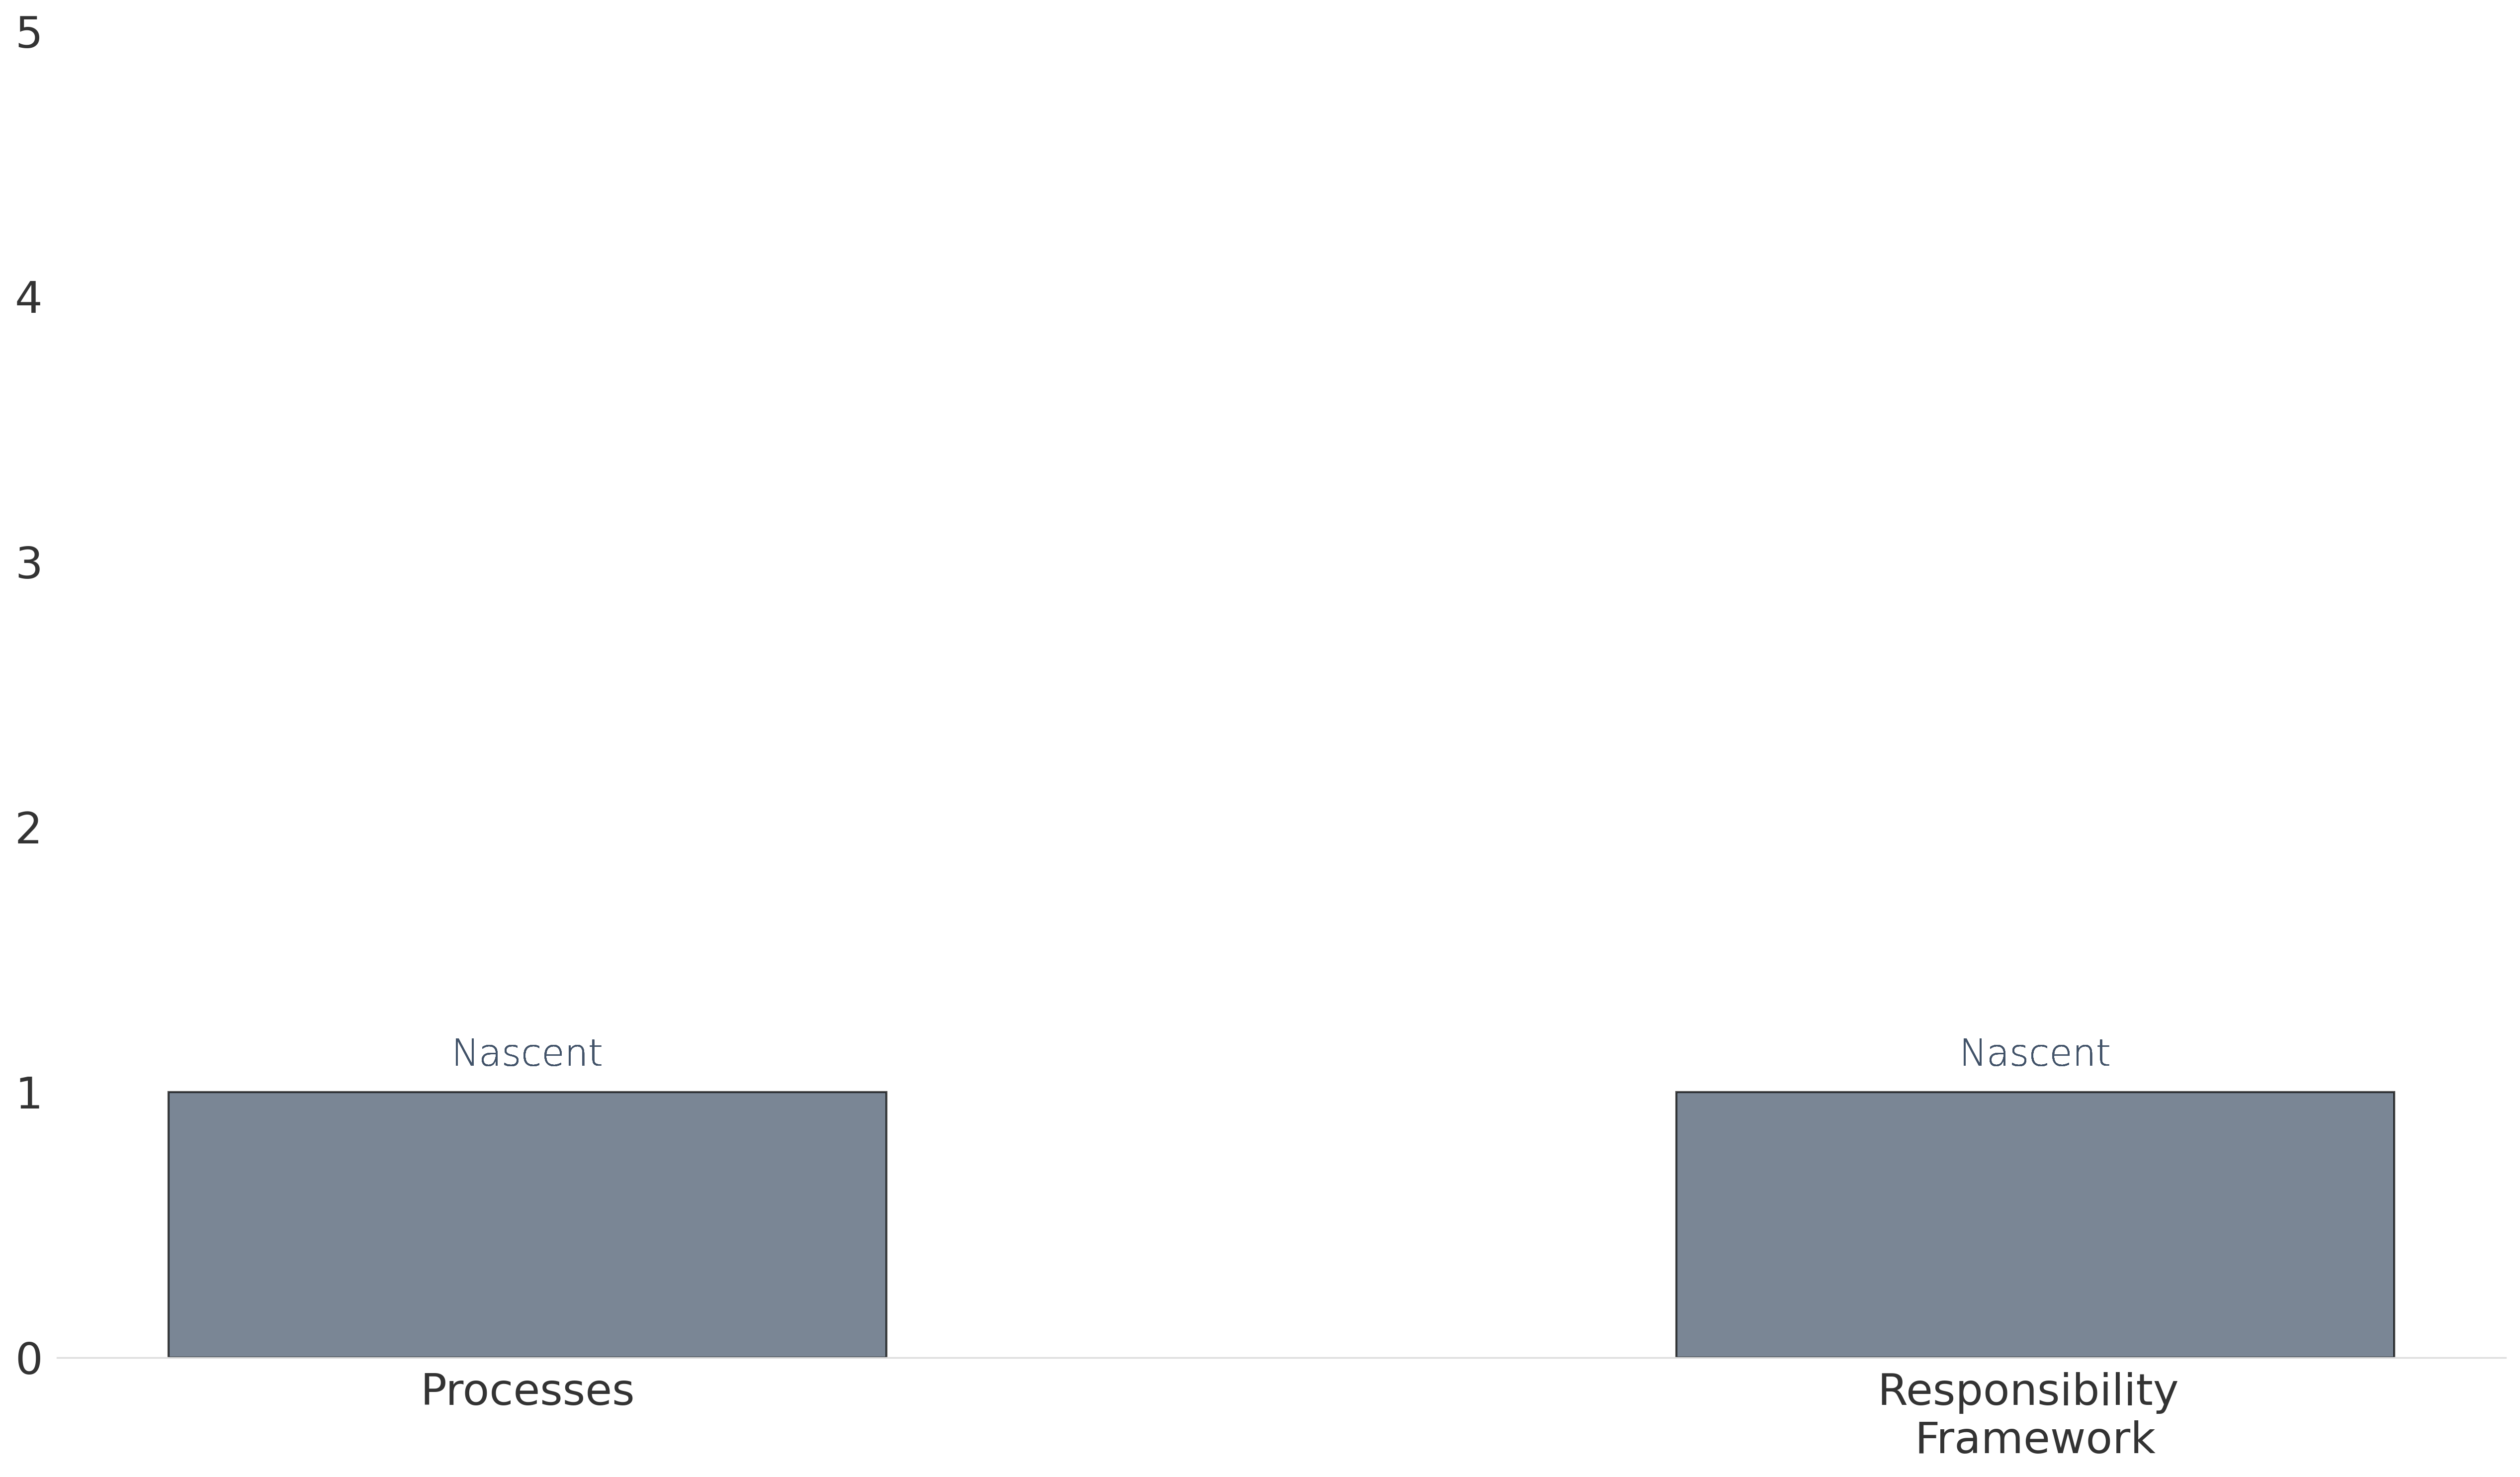 5
4
3
2
1
0
Nascent
Nascent
Processes
Responsibility
Framework